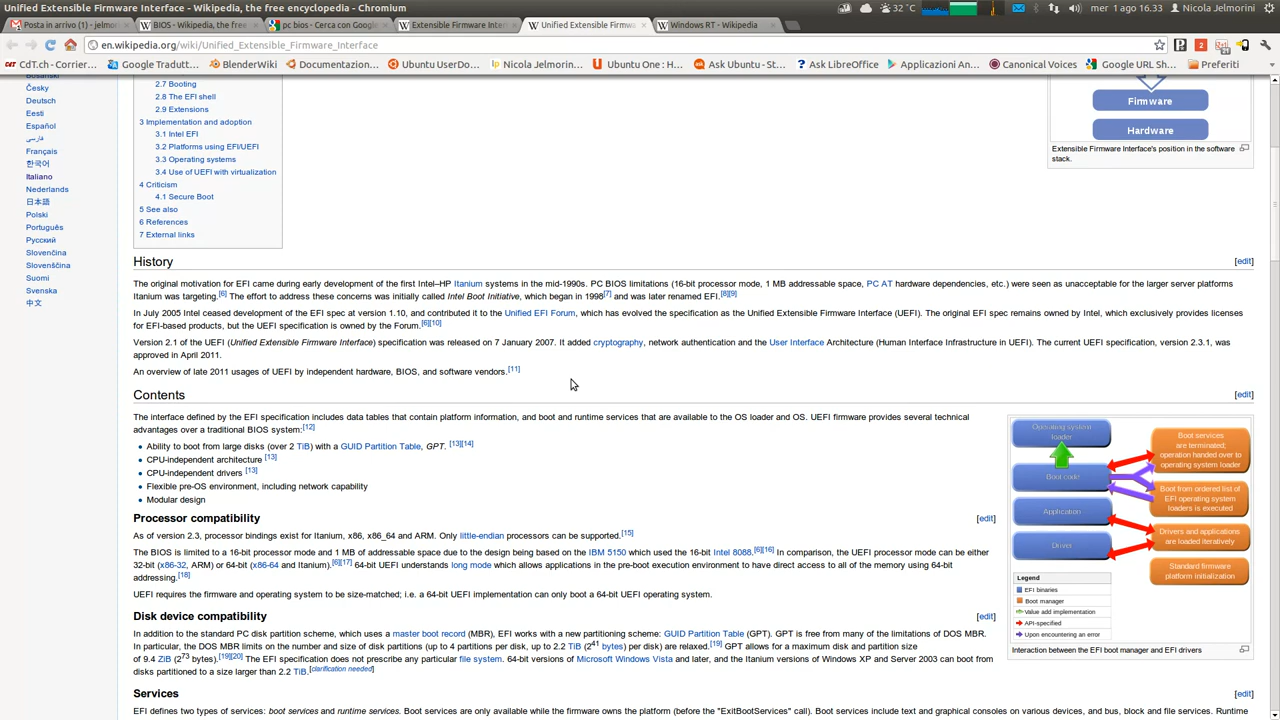 Unified Extensible Firmware Interface - Wikipedia, the free encyclopedia - Chromium
32 °C
mer 1 ago 16.33
Nicola Jelmorini
Posta in arrivo (1) - jelmori
BIOS - Wikipedia, the free
pc bios - Cerca con Google
Extensible Firmware Inter
Unified Extensible Firmwa
Windows RT - Wikipedia
en.wikipedia.org/wiki/Unified_Extensible_Firmware_Interface
CdT.ch - Corrier...
Google Tradutt...
BlenderWiki
Documentazion...
Ubuntu UserDo...
Nicola Jelmorin...
Ubuntu One : H...
Ask Ubuntu - St...
Ask LibreOffice
Applicazioni An...
Canonical Voices
Google URL Sh...
Preferiti
Bosanski
Česky
Deutsch
Eesti
Español
فارسی
Français
한국어
Italiano
Nederlands
日本語
Polski
Português
Русский
Slovenčina
Slovenščina
Suomi
Svenska
中文
2.7 Booting
2.8 The EFI shell
2.9 Extensions
3 Implementation and adoption
3.1 Intel EFI
3.2 Platforms using EFI/UEFI
3.3 Operating systems
3.4 Use of UEFI with virtualization
4 Criticism
4.1 Secure Boot
5 See also
6 References
7 External links
Firmware
Hardware
Extensible Firmware Interface's position in the software
stack.
History [edit]
The original motivation for EFI came during early development of the first Intel–HP Itanium systems in the mid-1990s. PC BIOS limitations (16-bit processor mode, 1 MB addressable space, PC AT hardware dependencies, etc.) were seen as unacceptable for the larger server platforms
Itanium was targeting.[6] The effort to address these concerns was initially called Intel Boot Initiative, which began in 1998[7] and was later renamed EFI.[8][9]
In July 2005 Intel ceased development of the EFI spec at version 1.10, and contributed it to the Unified EFI Forum, which has evolved the specification as the Unified Extensible Firmware Interface (UEFI). The original EFI spec remains owned by Intel, which exclusively provides licenses
for EFI-based products, but the UEFI specification is owned by the Forum.[6][10]
Version 2.1 of the UEFI (Unified Extensible Firmware Interface) specification was released on 7 January 2007. It added cryptography, network authentication and the User Interface Architecture (Human Interface Infrastructure in UEFI). The current UEFI specification, version 2.3.1, was
approved in April 2011.
An overview of late 2011 usages of UEFI by independent hardware, BIOS, and software vendors.[11]
Contents [edit]
The interface defined by the EFI specification includes data tables that contain platform information, and boot and runtime services that are available to the OS loader and OS. UEFI firmware provides several technical
advantages over a traditional BIOS system:[12]
Ability to boot from large disks (over 2 TiB) with a GUID Partition Table, GPT. [13][14]
CPU-independent architecture [13]
CPU-independent drivers [13]
Flexible pre-OS environment, including network capability
Modular design
Operating system
loader
Boot code
Application
Driver
Boot services
are terminated;
operation handed over to
operating system loader
Boot from ordered list of
EFI operating system
loaders is executed
Drivers and applications
are loaded iteratively
Standard firmware
platform initialization
Legend
EFI binaries
Boot manager
Value add implementation
API-specified
Upon encountering an error
Interaction between the EFI boot manager and EFI drivers
Processor compatibility [edit]
As of version 2.3, processor bindings exist for Itanium, x86, x86_64 and ARM. Only little-endian processors can be supported.[15]
The BIOS is limited to a 16-bit processor mode and 1 MB of addressable space due to the design being based on the IBM 5150 which used the 16-bit Intel 8088.[6][16] In comparison, the UEFI processor mode can be either
32-bit (x86-32, ARM) or 64-bit (x86-64 and Itanium).[6][17] 64-bit UEFI understands long mode which allows applications in the pre-boot execution environment to have direct access to all of the memory using 64-bit
addressing.[18]
UEFI requires the firmware and operating system to be size-matched; i.e. a 64-bit UEFI implementation can only boot a 64-bit UEFI operating system.
Disk device compatibility [edit]
In addition to the standard PC disk partition scheme, which uses a master boot record (MBR), EFI works with a new partitioning scheme: GUID Partition Table (GPT). GPT is free from many of the limitations of DOS MBR.
In particular, the DOS MBR limits on the number and size of disk partitions (up to 4 partitions per disk, up to 2.2 TiB (2^41 bytes) per disk) are relaxed.[19] GPT allows for a maximum disk and partition size
of 9.4 ZiB (2^73 bytes).[19][20] The EFI specification does not prescribe any particular file system. 64-bit versions of Microsoft Windows Vista and later, and the Itanium versions of Windows XP and Server 2003 can boot from
disks partitioned to a size larger than 2.2 TiB.[clarification needed]
Services [edit]
EFI defines two types of services: boot services and runtime services. Boot services are only available while the firmware owns the platform (before the "ExitBootServices" call). Boot services include text and graphical consoles on various devices, and bus, block and file services. Runtime